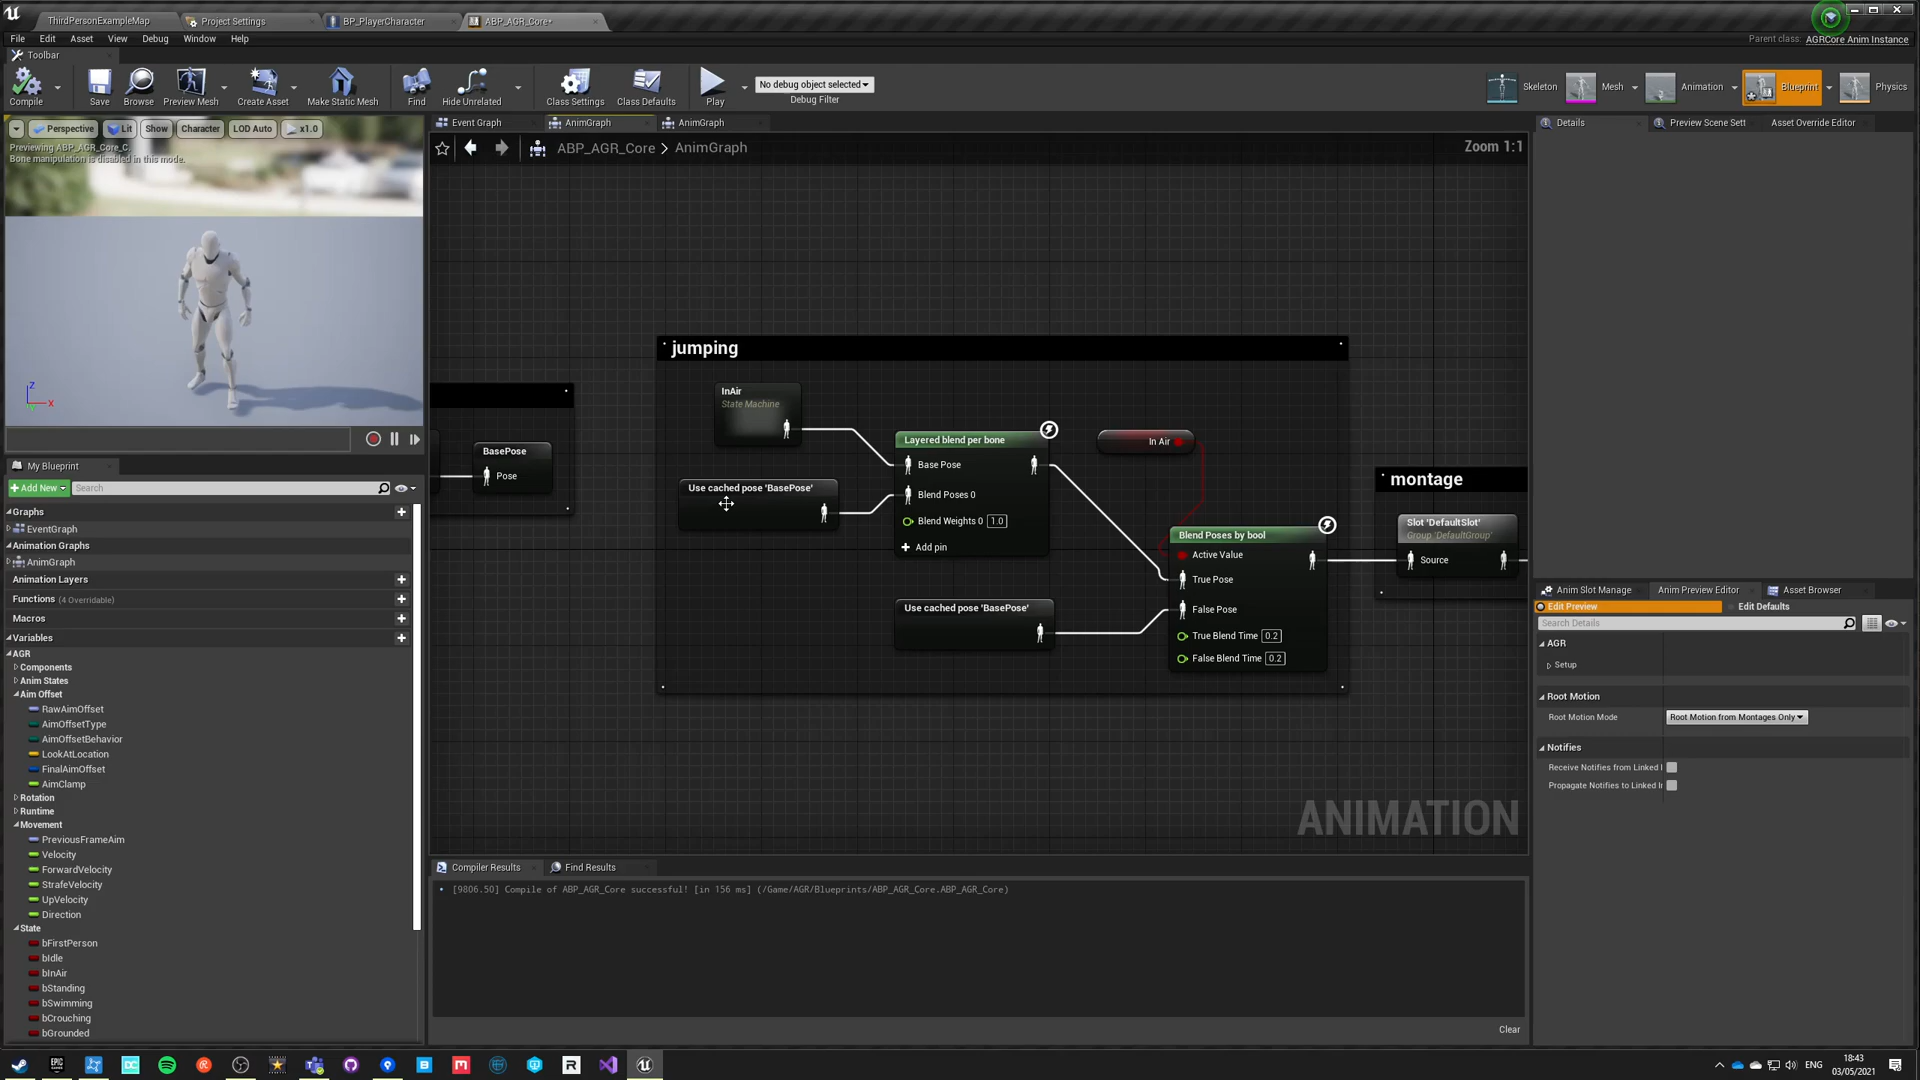 ThirdPersonExampleMap
Project Settings
BP_PlayerCharacter
ABP_AGR_Core*
File Edit Asset View Debug Window Help
Parent class: AGRCore Anim Instance
Toolbar
Compile
Save
Browse
Preview Mesh
Create Asset
Make Static Mesh
Find
Hide Unrelated
Class Settings
Class Defaults
Play
No debug object selected
Debug Filter
Skeleton
Mesh
Animation
Blueprint
Physics
Perspective Lit Show Character LOD Auto x1.0
Previewing ABP_AGR_Core_C.
Bone manipulation is disabled in this mode.
Z
X
Event Graph
AnimGraph
AnimGraph
ABP_AGR_Core > AnimGraph
Zoom 1:1
jumping
InAir
State Machine
BasePose
Pose
Use cached pose 'BasePose'
Layered blend per bone
Base Pose
Blend Poses 0
Blend Weights 0 1.0
Add pin
In Air
Use cached pose 'BasePose'
Blend Poses by bool
Active Value
True Pose
False Pose
True Blend Time 0.2
False Blend Time 0.2
montage
Slot 'DefaultSlot'
Group 'DefaultGroup'
Source
ANIMATION
My Blueprint
Add New
Search
Graphs
EventGraph
Animation Graphs
AnimGraph
Animation Layers
Functions (4 Overridable)
Macros
Variables
AGR
Components
Anim States
Aim Offset
RawAimOffset
AimOffsetType
AimOffsetBehavior
LookAtLocation
FinalAimOffset
AimClamp
Rotation
Runtime
Movement
PreviousFrameAim
Velocity
ForwardVelocity
StrafeVelocity
UpVelocity
Direction
State
bFirstPerson
bIdle
bInAir
bStanding
bSwimming
bCrouching
bGrounded
Compiler Results
Find Results
[9806.50] Compile of ABP_AGR_Core successful! [in 156 ms] (/Game/AGR/Blueprints/ABP_AGR_Core.ABP_AGR_Core)
Clear
Details
Preview Scene Sett
Asset Override Editor
Anim Slot Manage
Anim Preview Editor
Asset Browser
Edit Preview
Edit Defaults
Search Details
AGR
Setup
Root Motion
Root Motion Mode
Root Motion from Montages Only
Notifies
Receive Notifies from Linked I
Propagate Notifies to Linked Ir
EPIC
DC
B
M
R
ENG
18:43
03/05/2021